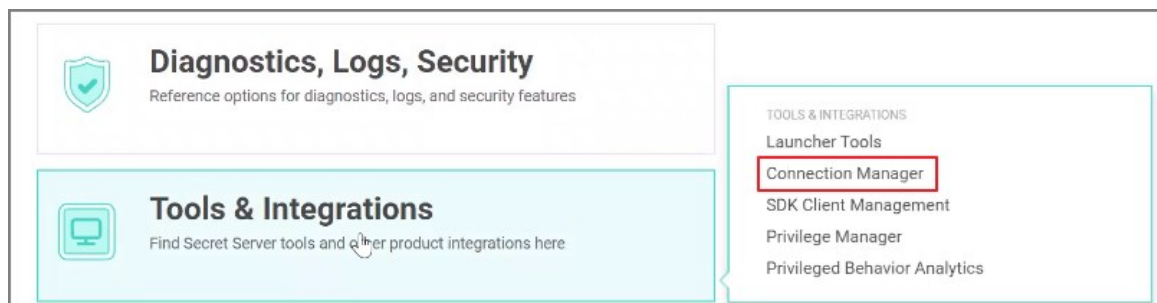 Diagnostics, Logs, Security
Reference options for diagnostics, logs, and security features
Tools & Integrations
Find Secret Server tools and other product integrations here
TOOLS & INTEGRATIONS
Launcher Tools
Connection Manager
SDK Client Management
Privilege Manager
Privileged Behavior Analytics